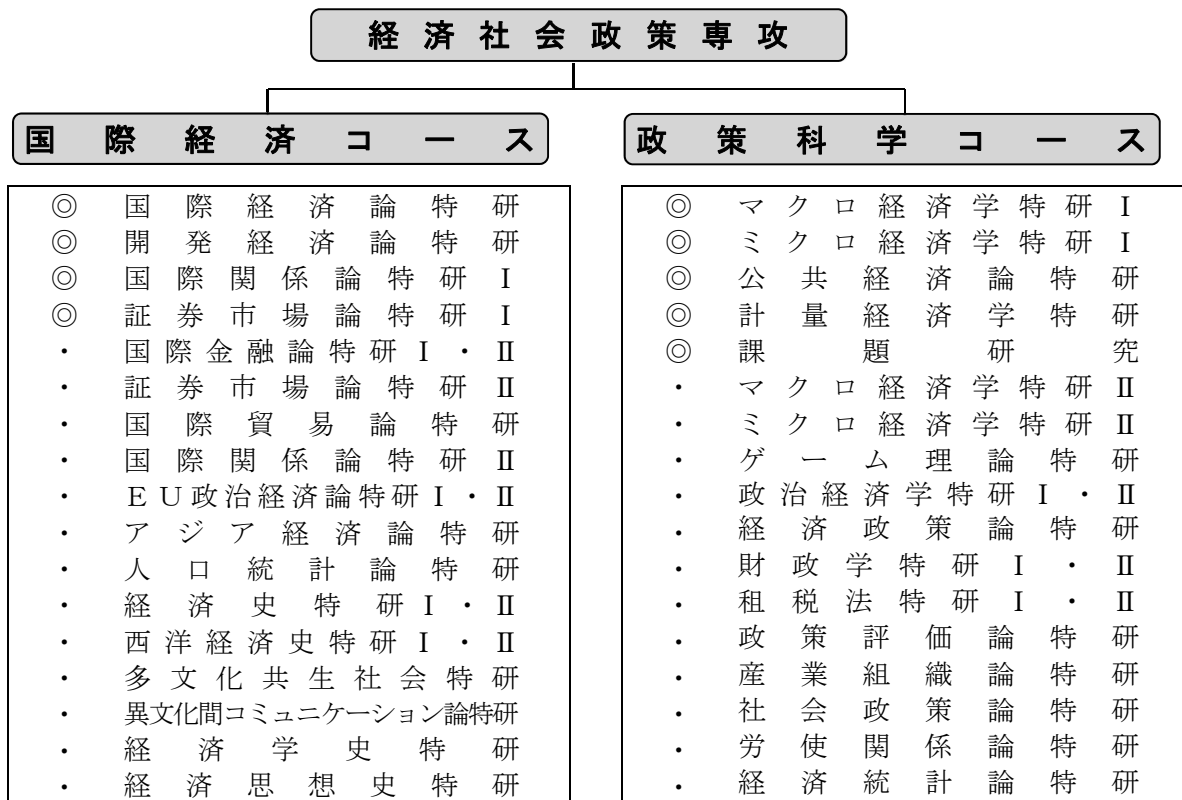 経済社会政策専攻
国際経済コース
◎ 国際経済論特研
◎ 開発経済論特研
◎ 国際関係論特研Ⅰ
◎ 証券市場論特研Ⅰ
・ 国際金融論特研Ⅰ・Ⅱ
・ 証券市場論特研Ⅱ
・ 国際貿易論特研
・ 国際関係論特研Ⅱ
・ ＥＵ政治経済論特研Ⅰ・Ⅱ
・ アジア経済論特研
・ 人口統計論特研
・ 経済史特研Ⅰ・Ⅱ
・ 西洋経済史特研Ⅰ・Ⅱ
・ 多文化共生社会特研
・ 異文化間コミュニケーション論特研
・ 経済学史特研
・ 経済思想史特研
政策科学コース
◎ マクロ経済学特研Ⅰ
◎ ミクロ経済学特研Ⅰ
◎ 公共経済論特研
◎ 計量経済学特研
◎ 課題研究
・ マクロ経済学特研Ⅱ
・ ミクロ経済学特研Ⅱ
・ ゲーム理論特研
・ 政治経済学特研Ⅰ・Ⅱ
・ 経済政策論特研
・ 財政学特研Ⅰ・Ⅱ
・ 租税法特研Ⅰ・Ⅱ
・ 政策評価論特研
・ 産業組織論特研
・ 社会政策論特研
・ 労使関係論特研
・ 経済統計論特研